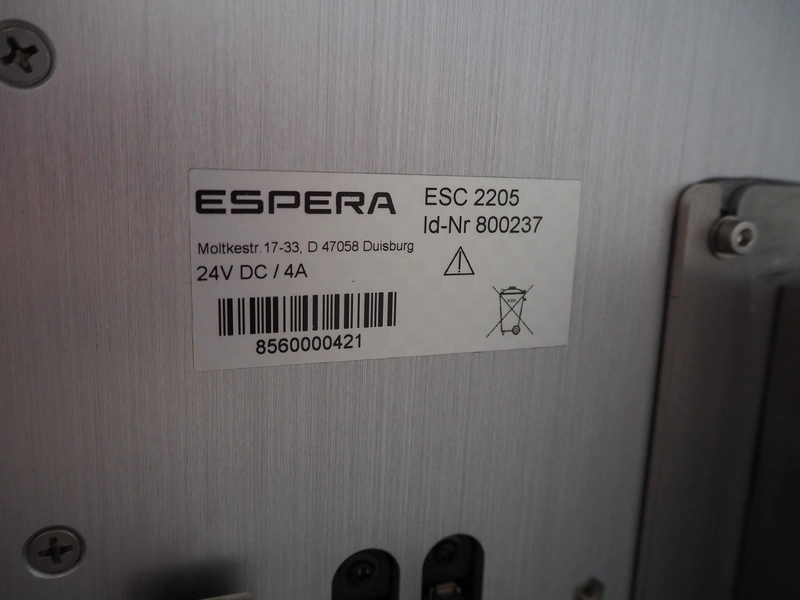 ESPERA
ESC 2205
Id-Nr 800237
Moltkestr. 17-33, D 47058 Duisburg
24V DC / 4A
8560000421